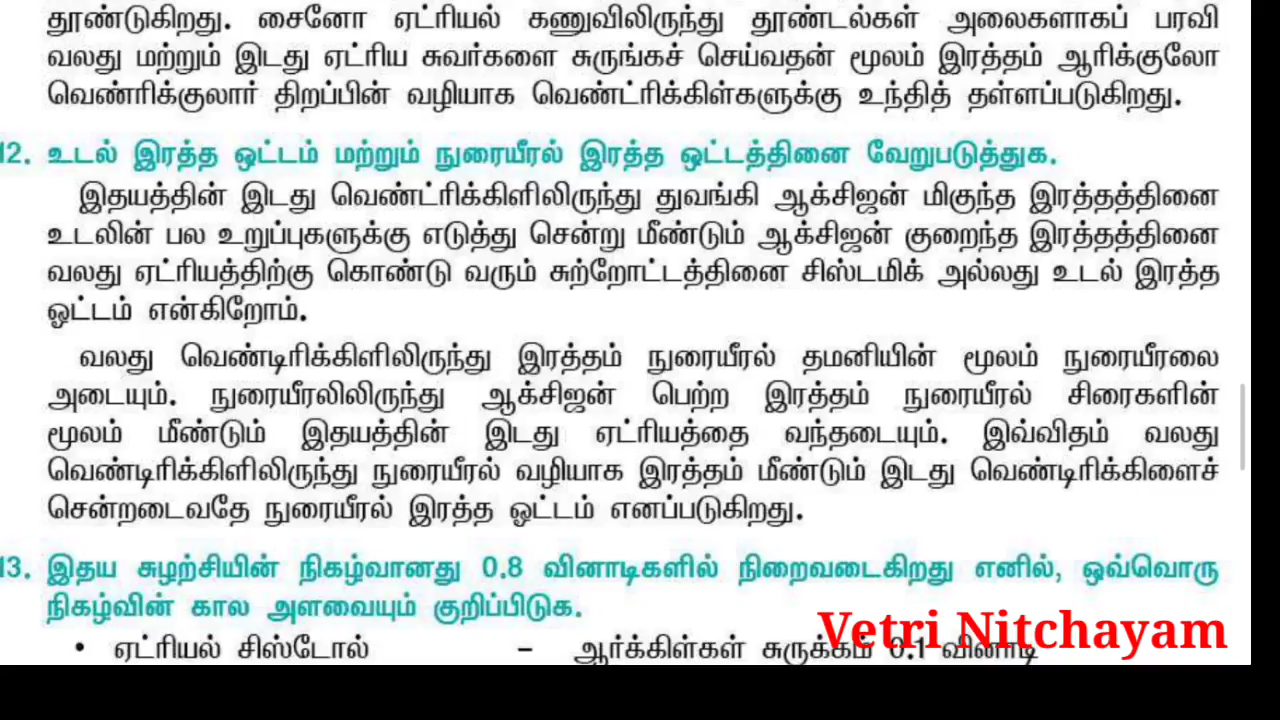 தூண்டுகிறது. சைனோ ஏட்ரியல் கணுவிலிருந்து தூண்டல்கள் அலைகளாகப் பரவி
வலது மற்றும் இடது ஏட்ரிய சுவர்களை சுருங்கச் செய்வதன் மூலம் இரத்தம் ஆரிக்குலோ
வெண்ரிக்குலார் திறப்பின் வழியாக வெண்ட்ரிக்கிள்களுக்கு உந்தித் தள்ளப்படுகிறது.
12. உடல் இரத்த ஒட்டம் மற்றும் நுரையீரல் இரத்த ஒட்டத்தினை வேறுபடுத்துக.
இதயத்தின் இடது வெண்ட்ரிக்கிளிலிருந்து துவங்கி ஆக்சிஜன் மிகுந்த இரத்தத்தினை
உடலின் பல உறுப்புகளுக்கு எடுத்து சென்று மீண்டும் ஆக்சிஜன் குறைந்த இரத்தத்தினை
வலது ஏட்ரியத்திற்கு கொண்டு வரும் சுற்றோட்டத்தினை சிஸ்டமிக் அல்லது உடல் இரத்த
ஓட்டம் என்கிறோம்.
வலது வெண்டிரிக்கிளிலிருந்து இரத்தம் நுரையீரல் தமனியின் மூலம் நுரையீரலை
அடையும். நுரையீரலிலிருந்து ஆக்சிஜன் பெற்ற இரத்தம் நுரையீரல் சிரைகளின்
மூலம் மீண்டும் இதயத்தின் இடது ஏட்ரியத்தை வந்தடையும். இவ்விதம் வலது
வெண்டிரிக்கிளிலிருந்து நுரையீரல் வழியாக இரத்தம் மீண்டும் இடது வெண்டிரிக்கிளைச்
சென்றடைவதே நுரையீரல் இரத்த ஓட்டம் எனப்படுகிறது.
13. இதய சுழற்சியின் நிகழ்வானது 0.8 வினாடிகளில் நிறைவடைகிறது எனில், ஒவ்வொரு
நிகழ்வின் கால அளவையும் குறிப்பிடுக.
• ஏட்ரியல் சிஸ்டோல் – ஆர்க்கிள்கள் சுருக்கம் 0.1 வினாடி
Vetri Nitchayam